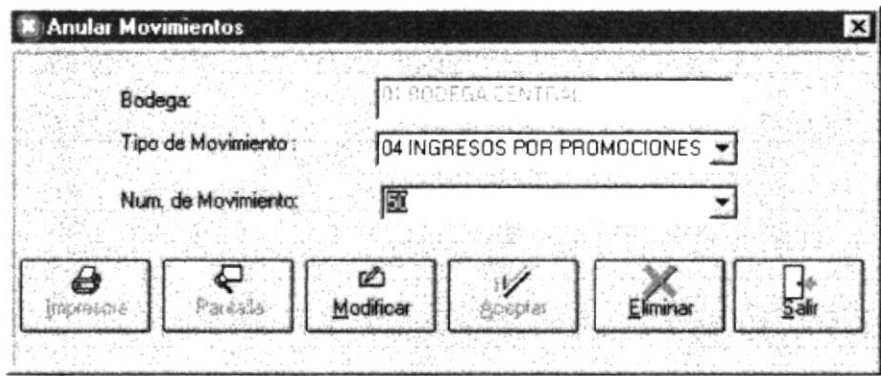 Anular Movimientos
Bodega: 01 BODEGA CENTRAL
Tipo de Movimiento : 04 INGRESOS POR PROMOCIONES
Num. de Movimiento: 50
Impresora Pantalla Modificar Aceptar Eliminar Salir